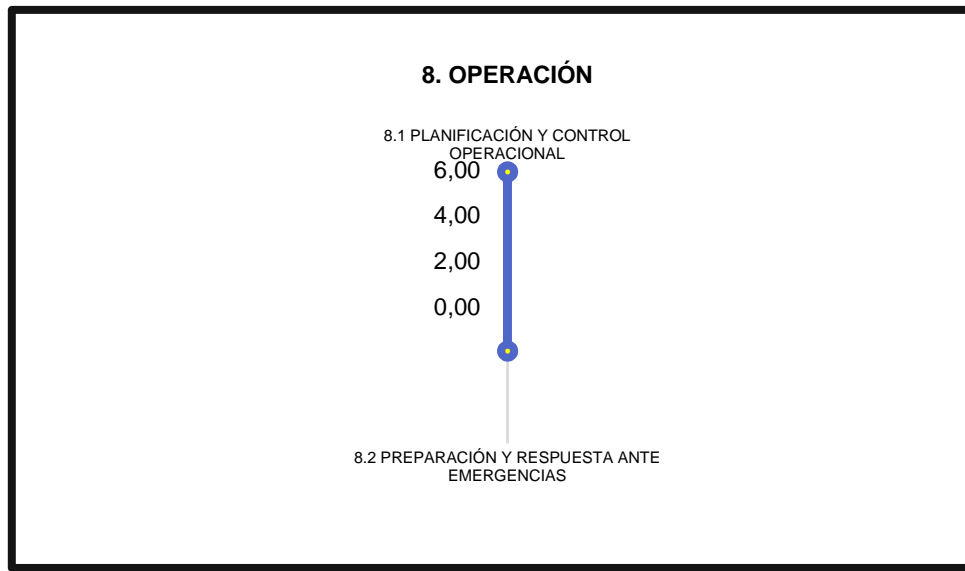 8. OPERACIÓN
8.1 PLANIFICACIÓN Y CONTROL
OPERACIONAL
6,00
4,00
2,00
0,00
8.2 PREPARACIÓN Y RESPUESTA ANTE
EMERGENCIAS